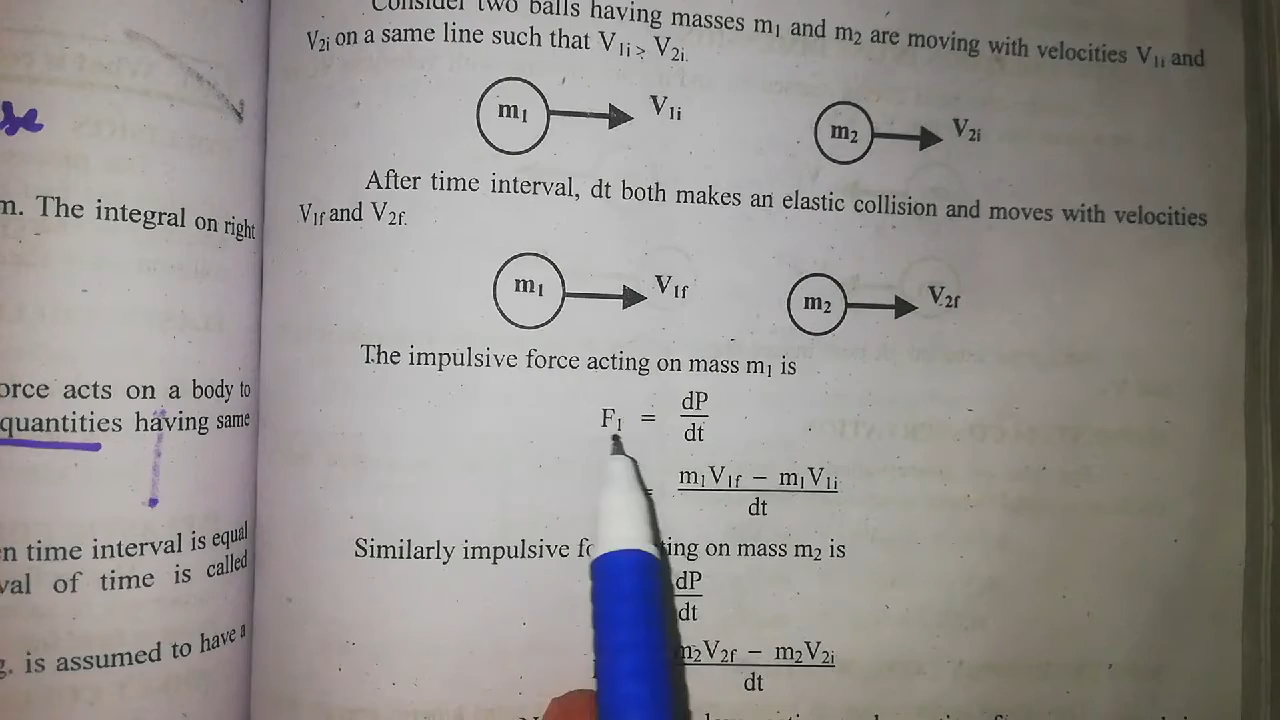 se
m. The integral on right
orce acts on a body to
quantities having same
en time interval is equal
val of time is called
g. is assumed to have a
Consider two balls having masses m₁ and m₂ are moving with velocities V₁ᵢ and
V₂ᵢ on a same line such that V₁ᵢ > V₂ᵢ.
m₁ V₁ᵢ m₂ V₂ᵢ
After time interval, dt both makes an elastic collision and moves with velocities
V1f and V2f.
m₁ V1f m₂ V2f
The impulsive force acting on mass m₁ is
F₁ = dP/dt
= (m₁V1f − m₁V₁ᵢ)/dt
Similarly impulsive acting on mass m₂ is
dP/dt
m₂V2f − m₂V₂ᵢ/dt